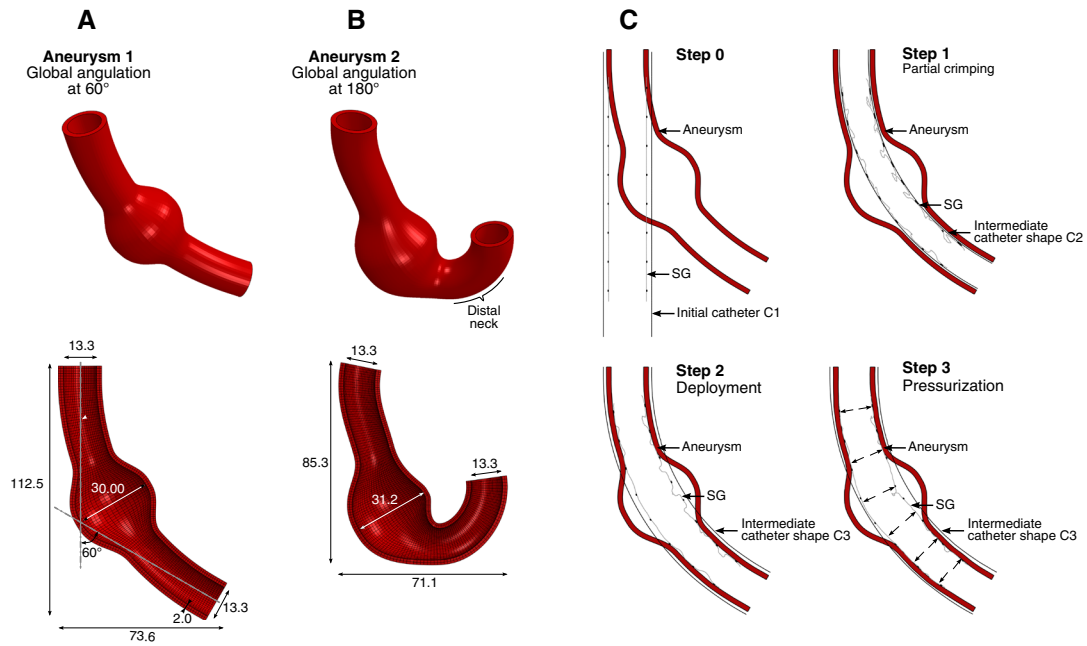 A
Aneurysm 1
Global angulation
at 60°
112.5
13.3
30.00
60°
2.0
13.3
73.6
B
Aneurysm 2
Global angulation
at 180°
Distal
neck
85.3
13.3
31.2
13.3
71.1
C
Step 0
Aneurysm
SG
Initial catheter C1
Step 1
Partial crimping
Aneurysm
SG
Intermediate
catheter shape C2
Step 2
Deployment
Aneurysm
SG
Intermediate
catheter shape C3
Step 3
Pressurization
Aneurysm
SG
Intermediate
catheter shape C3